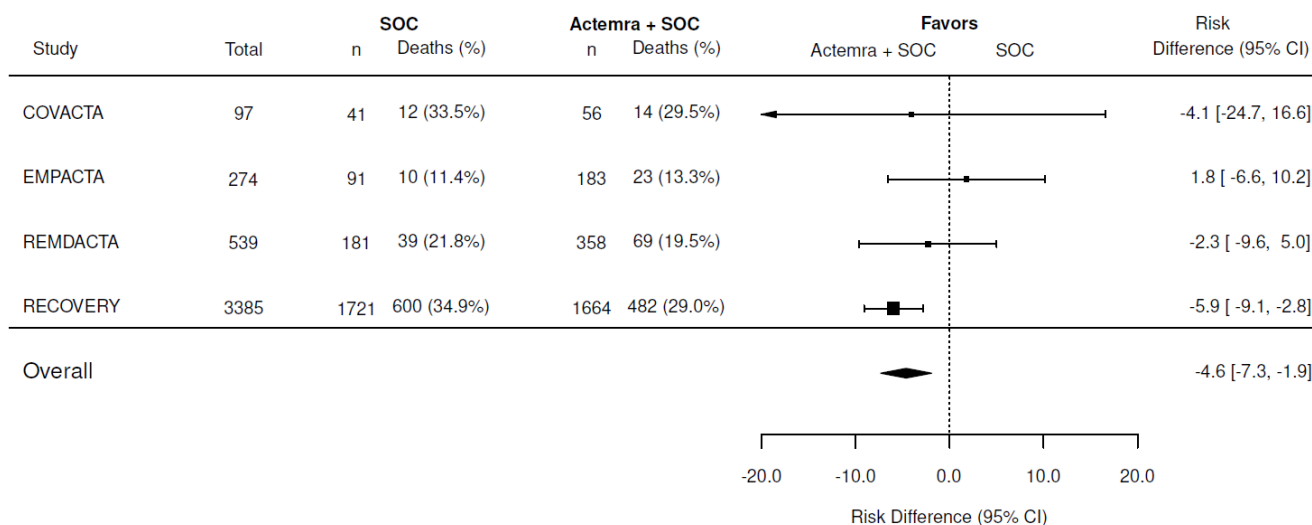 SOC Actemra + SOC Favors Risk
Study Total n Deaths (%) n Deaths (%) Actemra + SOC SOC Difference (95% CI)
COVACTA 97 41 12 (33.5%) 56 14 (29.5%) -4.1 [-24.7, 16.6]
EMPACTA 274 91 10 (11.4%) 183 23 (13.3%) 1.8 [ -6.6, 10.2]
REMDACTA 539 181 39 (21.8%) 358 69 (19.5%) -2.3 [ -9.6, 5.0]
RECOVERY 3385 1721 600 (34.9%) 1664 482 (29.0%) -5.9 [ -9.1, -2.8]
Overall -4.6 [-7.3, -1.9]
-20.0 -10.0 0.0 10.0 20.0
Risk Difference (95% CI)